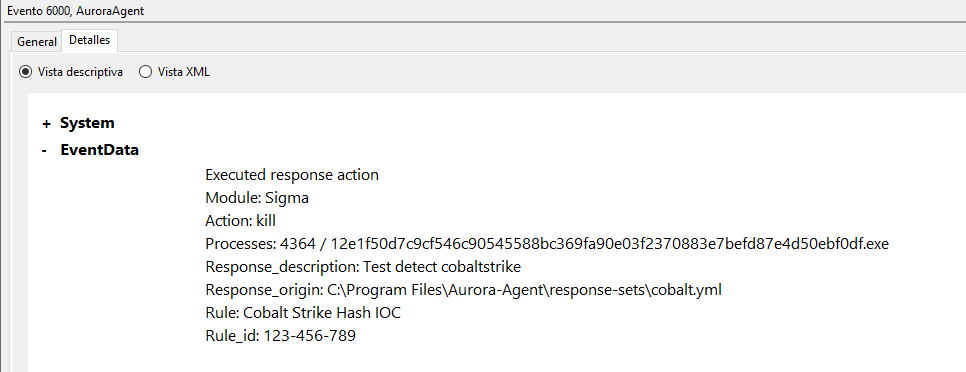 Evento 6000, AuroraAgent
General Detalles
Vista descriptiva Vista XML
+ System
- EventData
Executed response action
Module: Sigma
Action: kill
Processes: 4364 / 12e1f50d7c9cf546c90545588bc369fa90e03f2370883e7befd87e4d50ebf0df.exe
Response_description: Test detect cobaltstrike
Response_origin: C:\Program Files\Aurora-Agent\response-sets\cobalt.yml
Rule: Cobalt Strike Hash IOC
Rule_id: 123-456-789